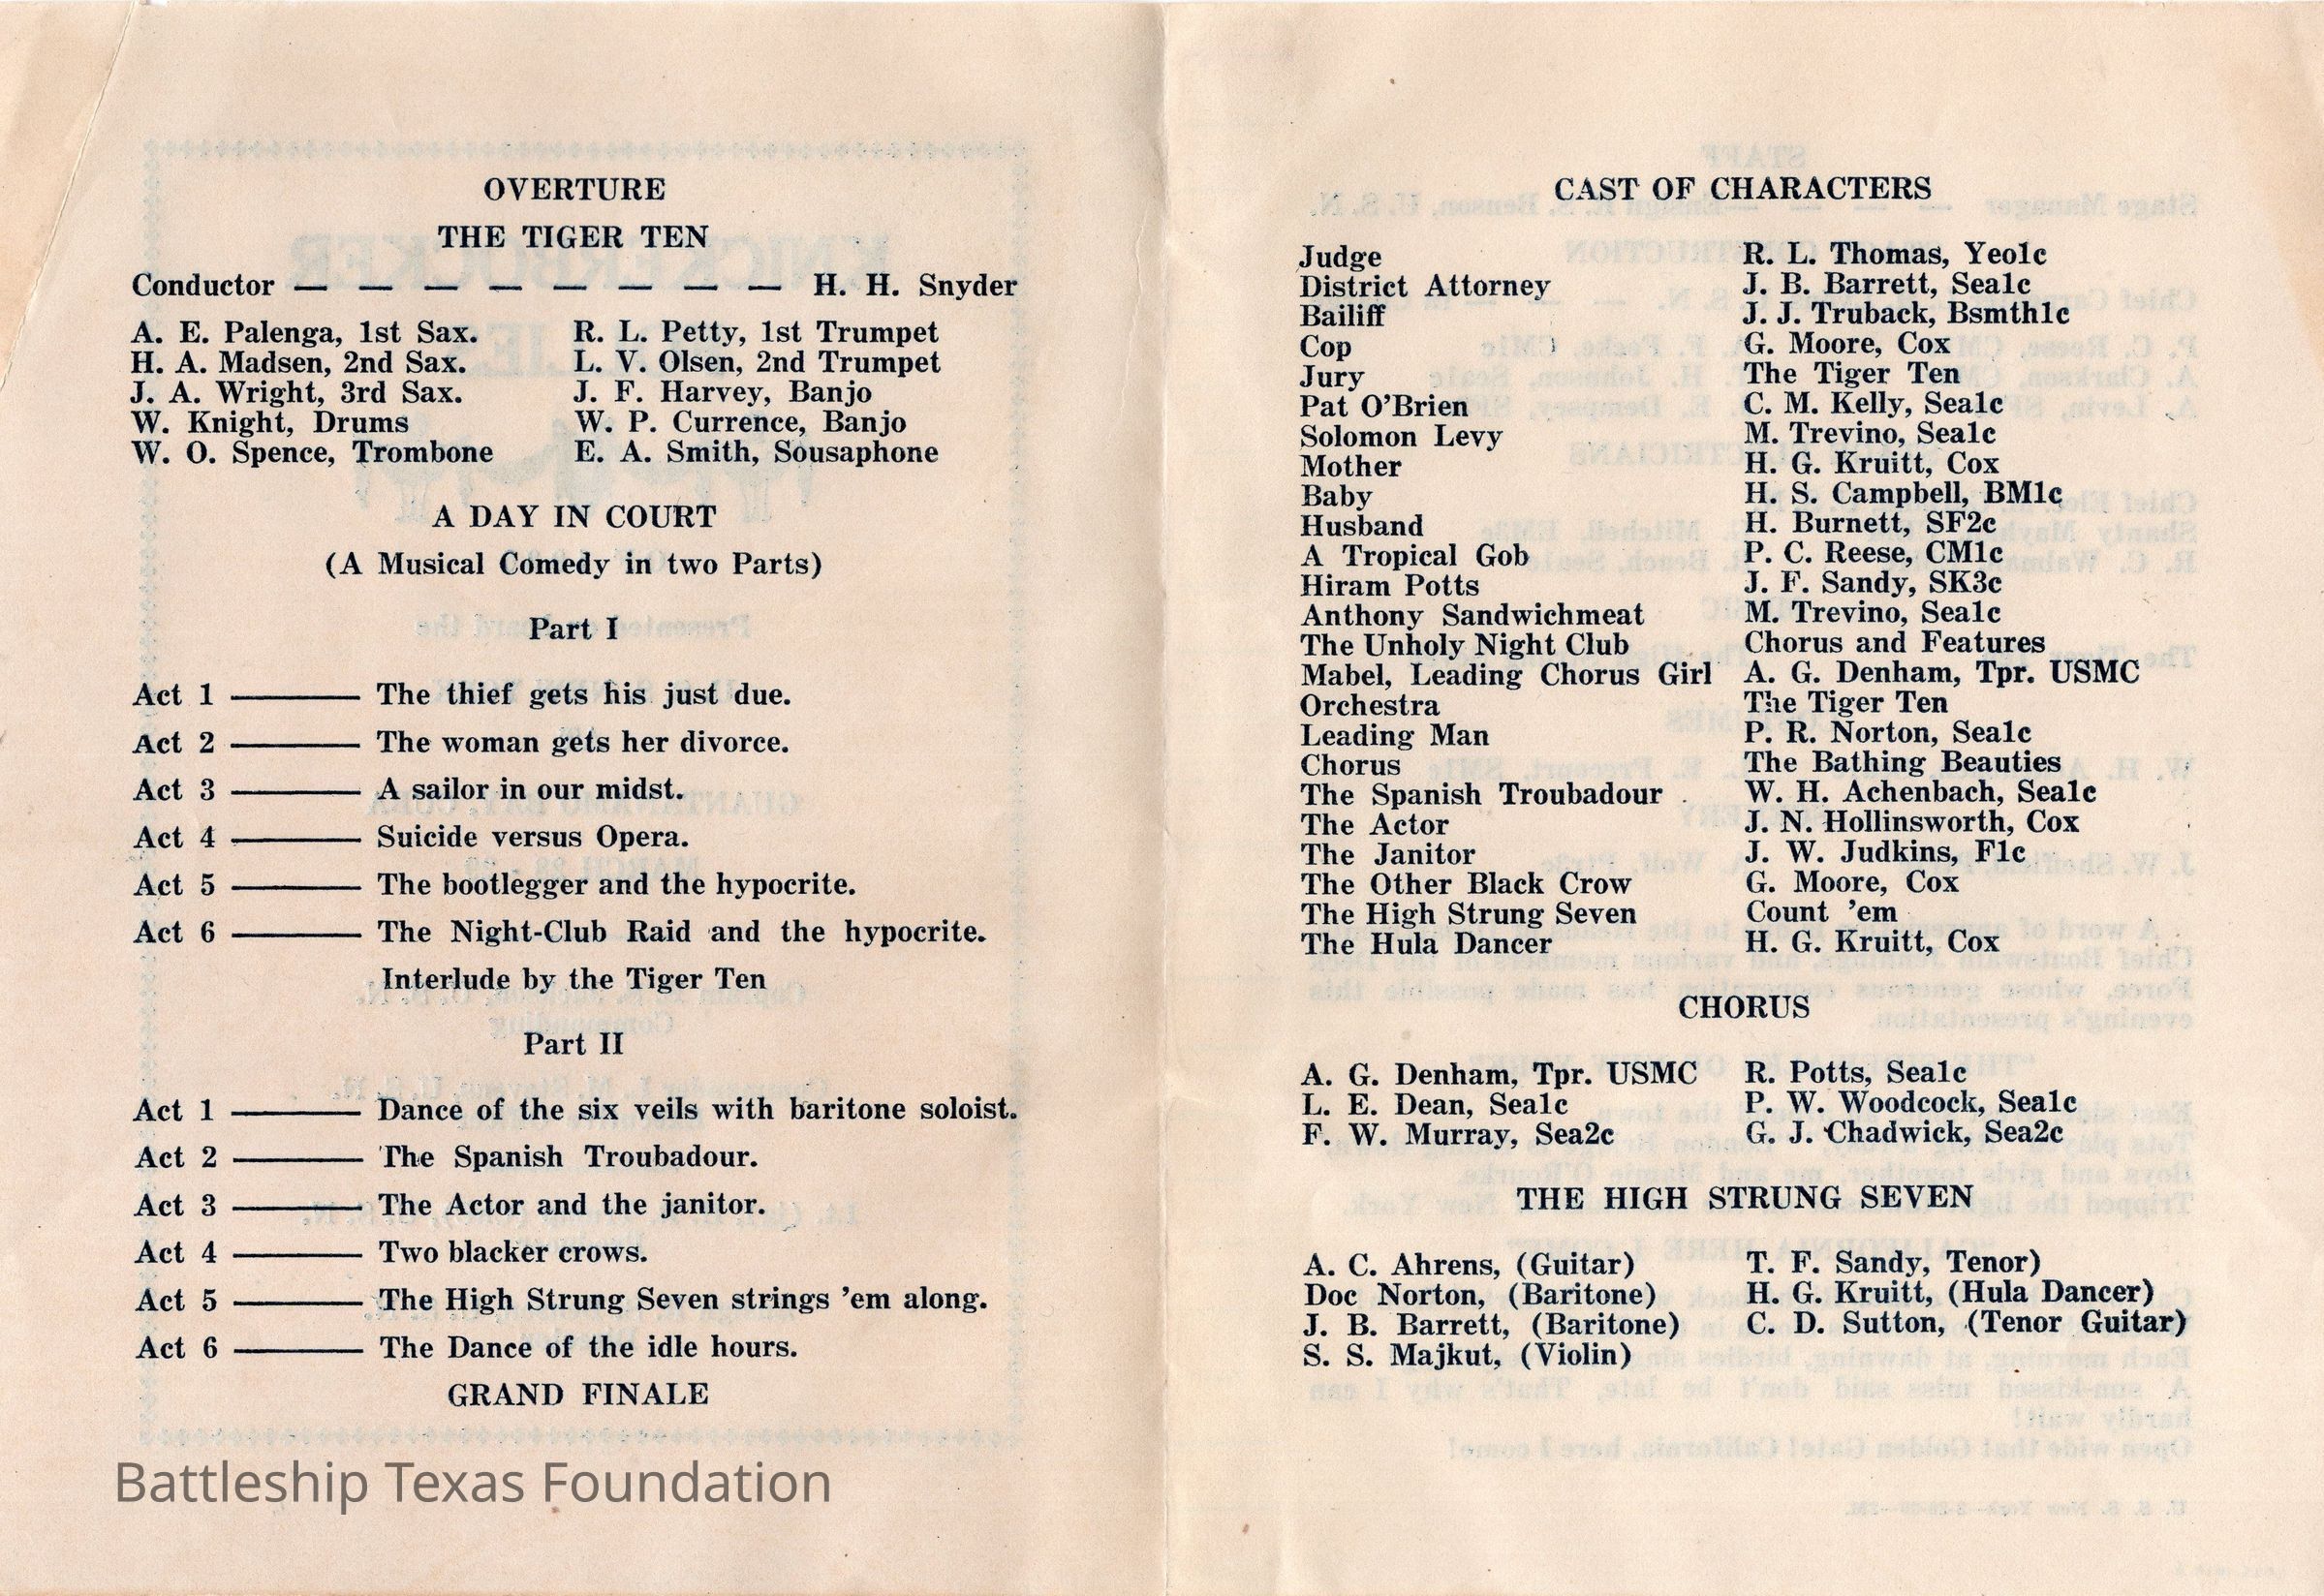 OVERTURE
THE TIGER TEN
Conductor — — — — — — — — H. H. Snyder
A. E. Palenga, 1st Sax. R. L. Petty, 1st Trumpet
H. A. Madsen, 2nd Sax. L. V. Olsen, 2nd Trumpet
J. A. Wright, 3rd Sax. J. F. Harvey, Banjo
W. Knight, Drums W. P. Currence, Banjo
W. O. Spence, Trombone E. A. Smith, Sousaphone
A DAY IN COURT
(A Musical Comedy in two Parts)
Part I
Act 1 ——— The thief gets his just due.
Act 2 ——— The woman gets her divorce.
Act 3 ——— A sailor in our midst.
Act 4 ——— Suicide versus Opera.
Act 5 ——— The bootlegger and the hypocrite.
Act 6 ——— The Night-Club Raid and the hypocrite.
Interlude by the Tiger Ten
Part II
Act 1 ——— Dance of the six veils with baritone soloist.
Act 2 ——— The Spanish Troubadour.
Act 3 ——— The Actor and the janitor.
Act 4 ——— Two blacker crows.
Act 5 ——— The High Strung Seven strings 'em along.
Act 6 ——— The Dance of the idle hours.
GRAND FINALE
Battleship Texas Foundation
CAST OF CHARACTERS
Judge R. L. Thomas, Yeo1c
District Attorney J. B. Barrett, Sea1c
Bailiff J. J. Truback, Bsmth1c
Cop G. Moore, Cox
Jury The Tiger Ten
Pat O'Brien C. M. Kelly, Sea1c
Solomon Levy M. Trevino, Sea1c
Mother H. G. Kruitt, Cox
Baby H. S. Campbell, BM1c
Husband H. Burnett, SF2c
A Tropical Gob P. C. Reese, CM1c
Hiram Potts J. F. Sandy, SK3c
Anthony Sandwichmeat M. Trevino, Sea1c
The Unholy Night Club Chorus and Features
Mabel, Leading Chorus Girl A. G. Denham, Tpr. USMC
Orchestra The Tiger Ten
Leading Man P. R. Norton, Sea1c
Chorus The Bathing Beauties
The Spanish Troubadour W. H. Achenbach, Sea1c
The Actor J. N. Hollinsworth, Cox
The Janitor J. W. Judkins, F1c
The Other Black Crow G. Moore, Cox
The High Strung Seven Count 'em
The Hula Dancer H. G. Kruitt, Cox
CHORUS
A. G. Denham, Tpr. USMC R. Potts, Sea1c
L. E. Dean, Sea1c P. W. Woodcock, Sea1c
F. W. Murray, Sea2c G. J. Chadwick, Sea2c
THE HIGH STRUNG SEVEN
A. C. Ahrens, (Guitar) T. F. Sandy, Tenor)
Doc Norton, (Baritone) H. G. Kruitt, (Hula Dancer)
J. B. Barrett, (Baritone) C. D. Sutton, (Tenor Guitar)
S. S. Majkut, (Violin)